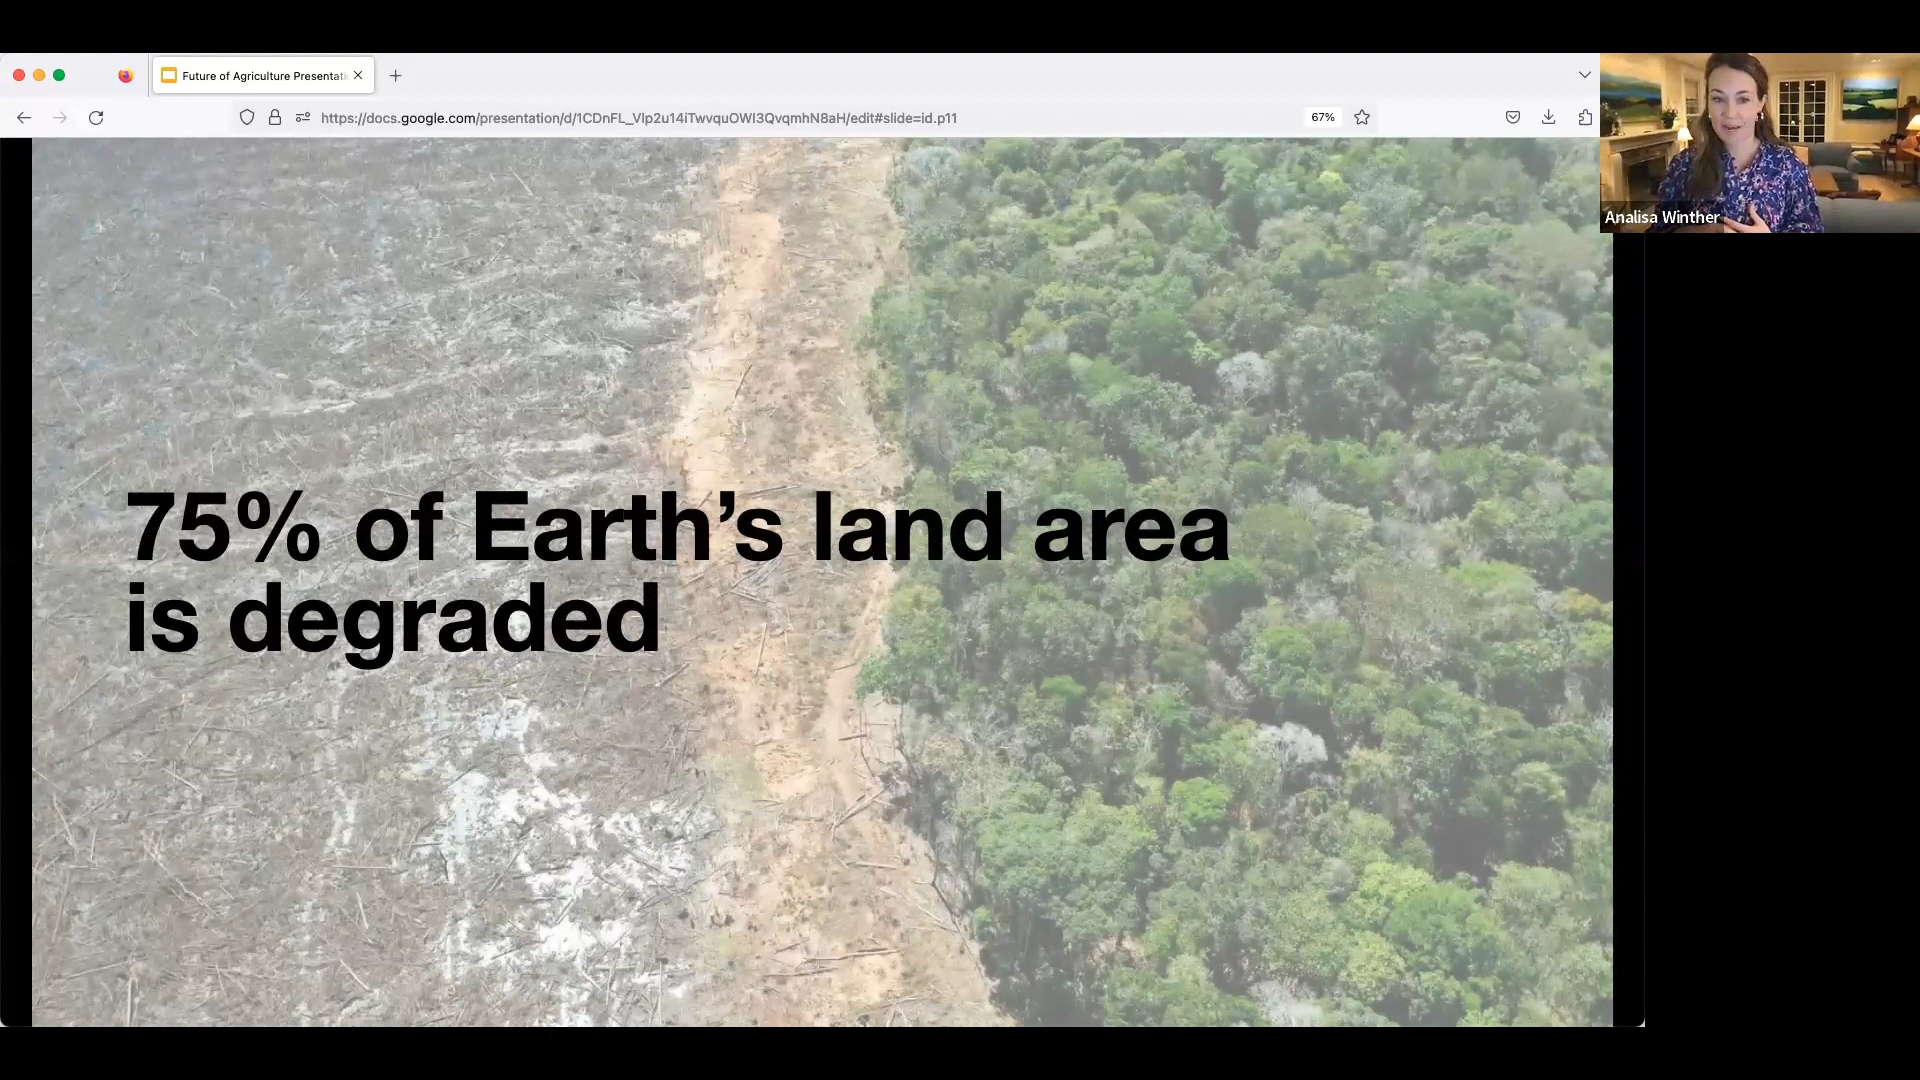 Future of Agriculture Presentati
https://docs.google.com/presentation/d/1CDnFL_Vlp2u14iTwvquOWI3QvqmhN8aH/edit#slide=id.p11
67%
Analisa Winther
75% of Earth’s land area
is degraded